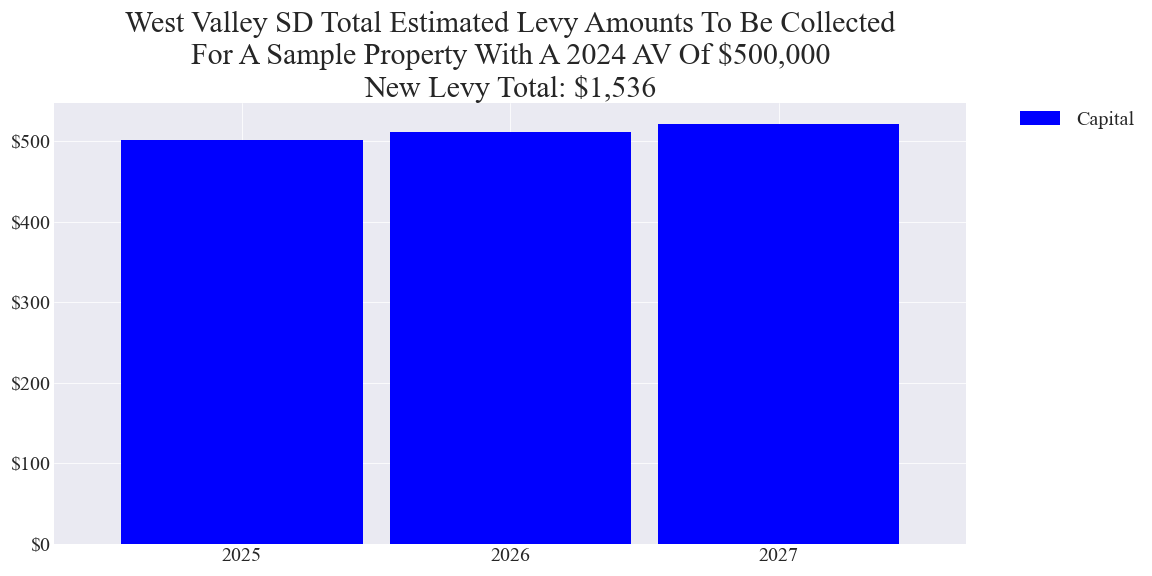 West Valley SD Total Estimated Levy Amounts To Be Collected
For A Sample Property With A 2024 AV Of $500,000
New Levy Total: $1,536
Capital
$500
$400
$300
$200
$100
$0
2025 2026 2027